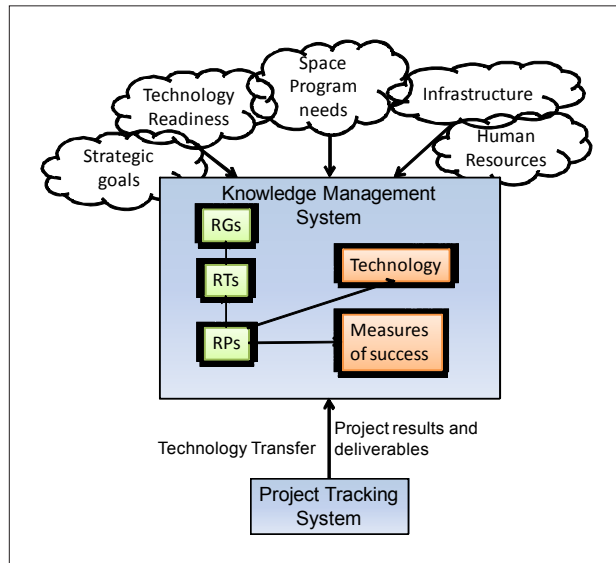 Space
Program
needs
Technology
Readiness
Infrastructure
Strategic
goals
Human
Resources
Knowledge Management
System
RGs
RTs
Technology
RPs
Measures
of success
Technology Transfer
Project results and
deliverables
Project Tracking
System